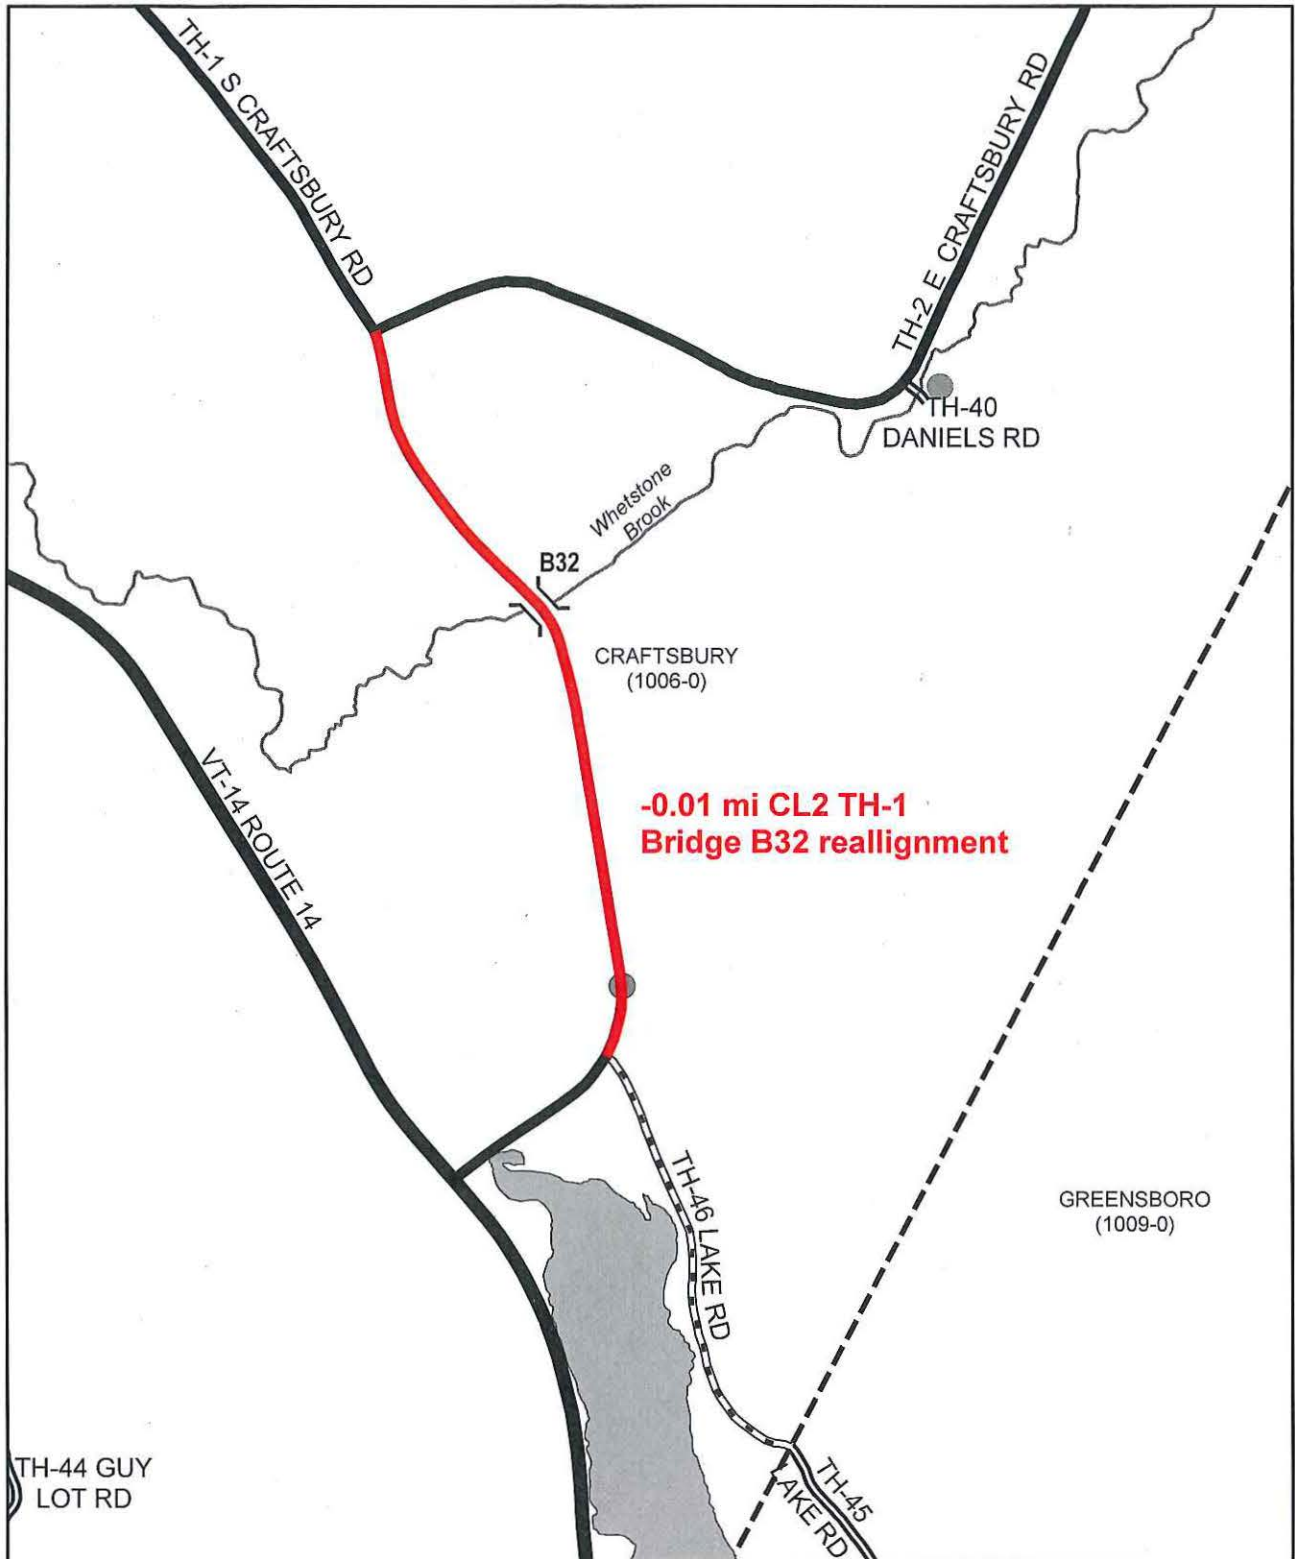 TH-1 S CRAFTSBURY RD
TH-2 E CRAFTSBURY RD
TH-40
DANIELS RD
Whetstone
Brook
B32
CRAFTSBURY
(1006-0)
VT-14 ROUTE 14
-0.01 mi CL2 TH-1
Bridge B32 reallignment
TH-46 LAKE RD
GREENSBORO
(1009-0)
TH-44 GUY
LOT RD
TH-45
LAKE RD